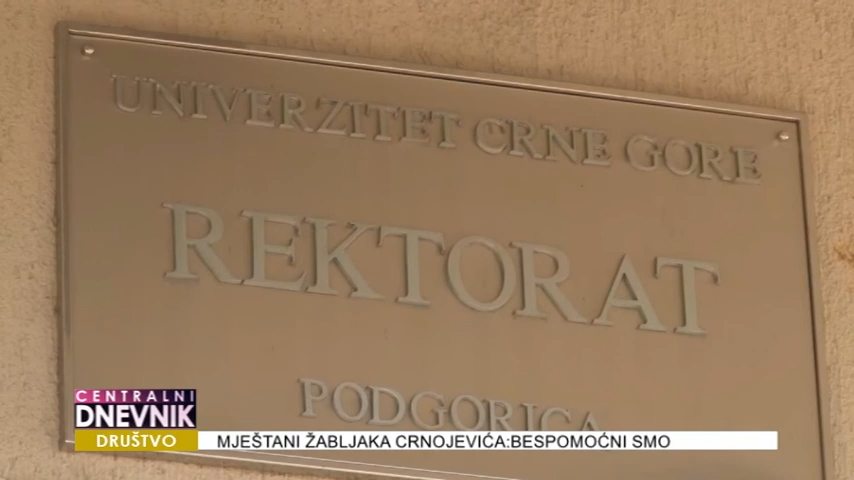 UNIVERZITET CRNE GORE
REKTORAT
PODGORICA
CENTRALNI
DNEVNIK
DRUŠTVO
MJEŠTANI ŽABLJAKA CRNOJEVIĆA:BESPOMOĆNI SMO